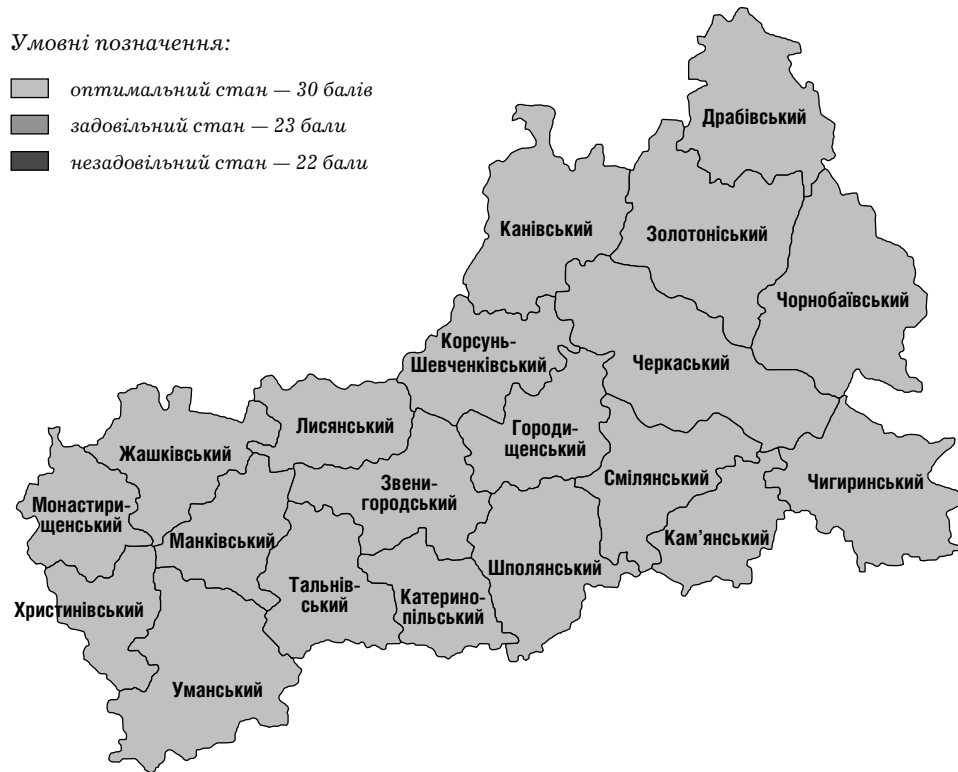 Умовні позначення:
оптимальний стан — 30 балів
задовільний стан — 23 бали
незадовільний стан — 22 бали
Драбівський
Канівський
Золотоніський
Чорнобаївський
Корсунь-
Шевченківський
Черкаський
Лисянський
Городи-
щенський
Жашківський
Звени-
городський
Смілянський
Чигиринський
Монастири-
щенський
Манківський
Кам’янський
Шполянський
Тальнів-
ський
Катерино-
пільський
Христинівський
Уманський